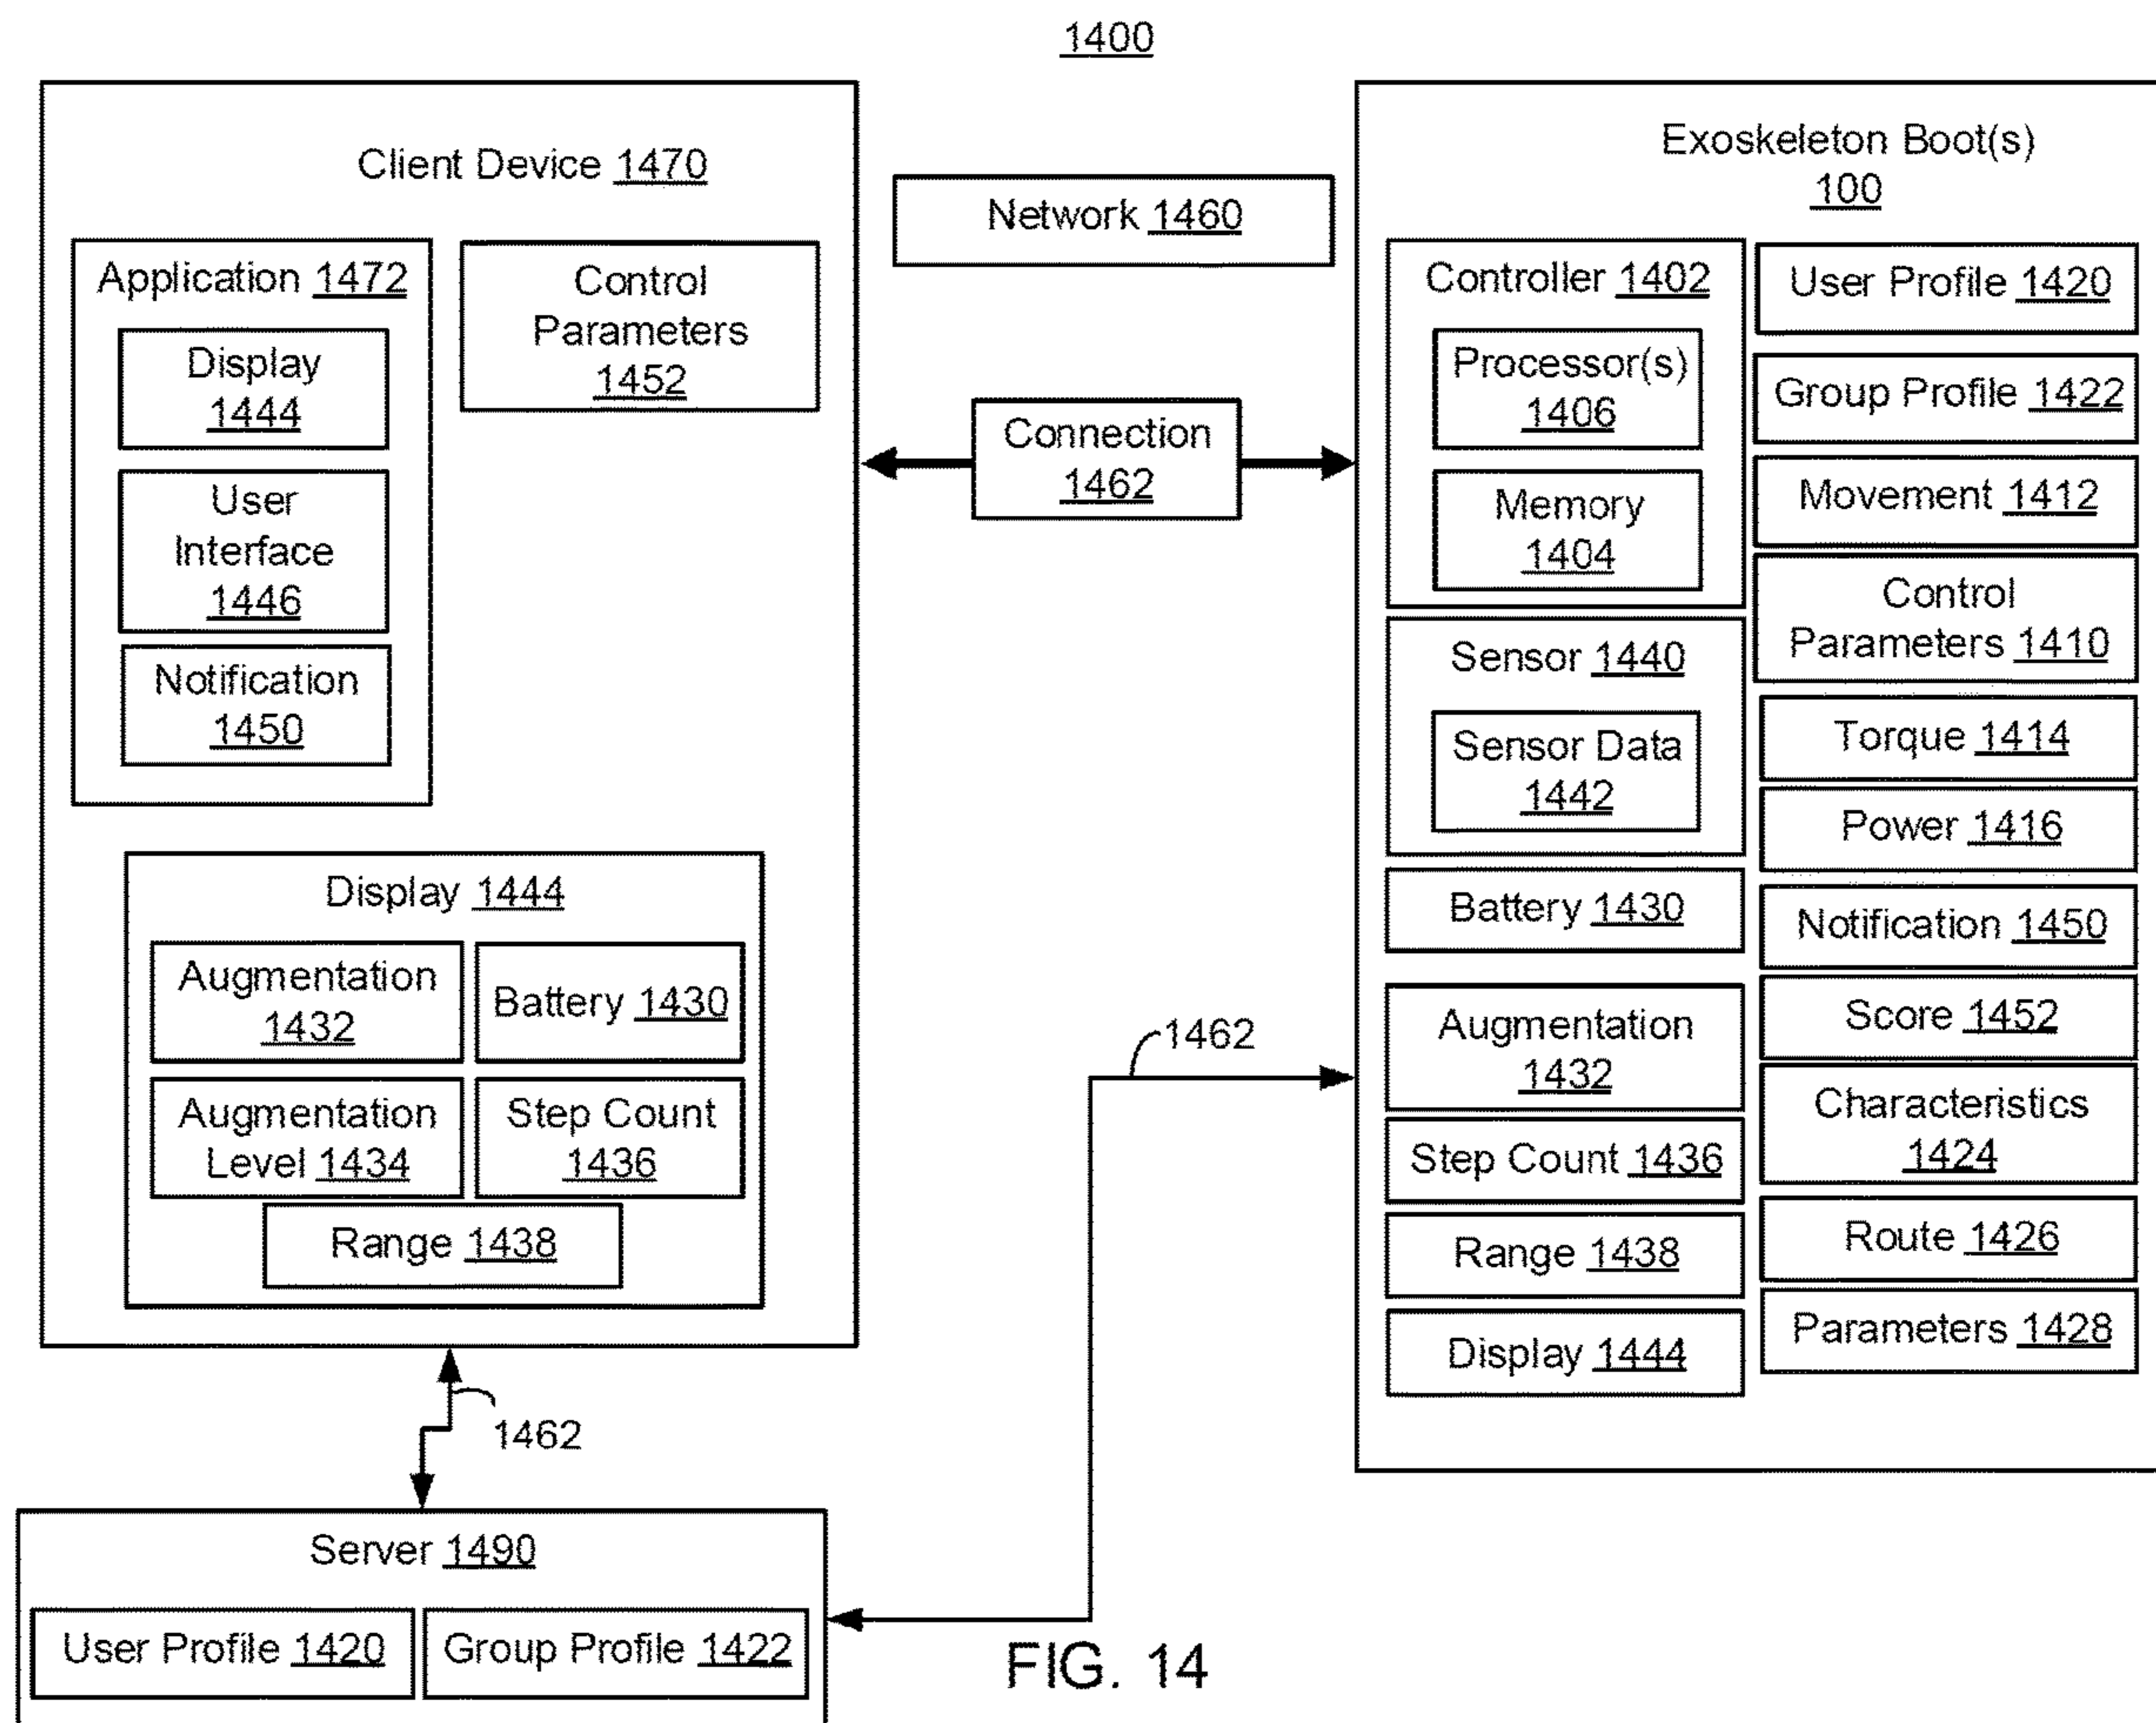 1400
Client Device 1470
Application 1472
Display
1444
User
Interface
1446
Notification
1450
Control
Parameters
1452
Display 1444
Augmentation
1432
Battery 1430
Augmentation
Level 1434
Step Count
1436
Range 1438
Network 1460
Connection
1462
Exoskeleton Boot(s)
100
Controller 1402
Processor(s)
1406
Memory
1404
Sensor 1440
Sensor Data
1442
Battery 1430
Augmentation
1432
Step Count 1436
Range 1438
Display 1444
User Profile 1420
Group Profile 1422
Movement 1412
Control
Parameters 1410
Torque 1414
Power 1416
Notification 1450
Score 1452
Characteristics
1424
Route 1426
Parameters 1428
1462
1462
Server 1490
User Profile 1420
Group Profile 1422
FIG. 14